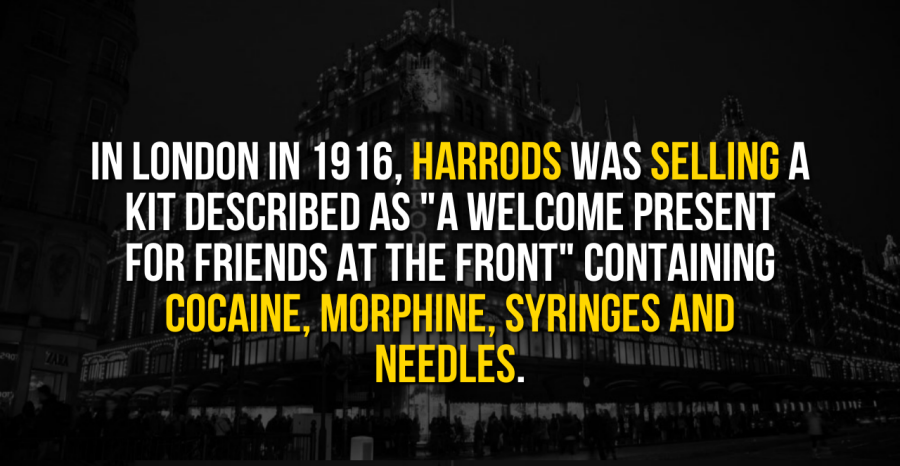 IN LONDON IN 1916, HARRODS WAS SELLING A
KIT DESCRIBED AS "A WELCOME PRESENT
FOR FRIENDS AT THE FRONT" CONTAINING
COCAINE, MORPHINE, SYRINGES AND
NEEDLES.
ZARA